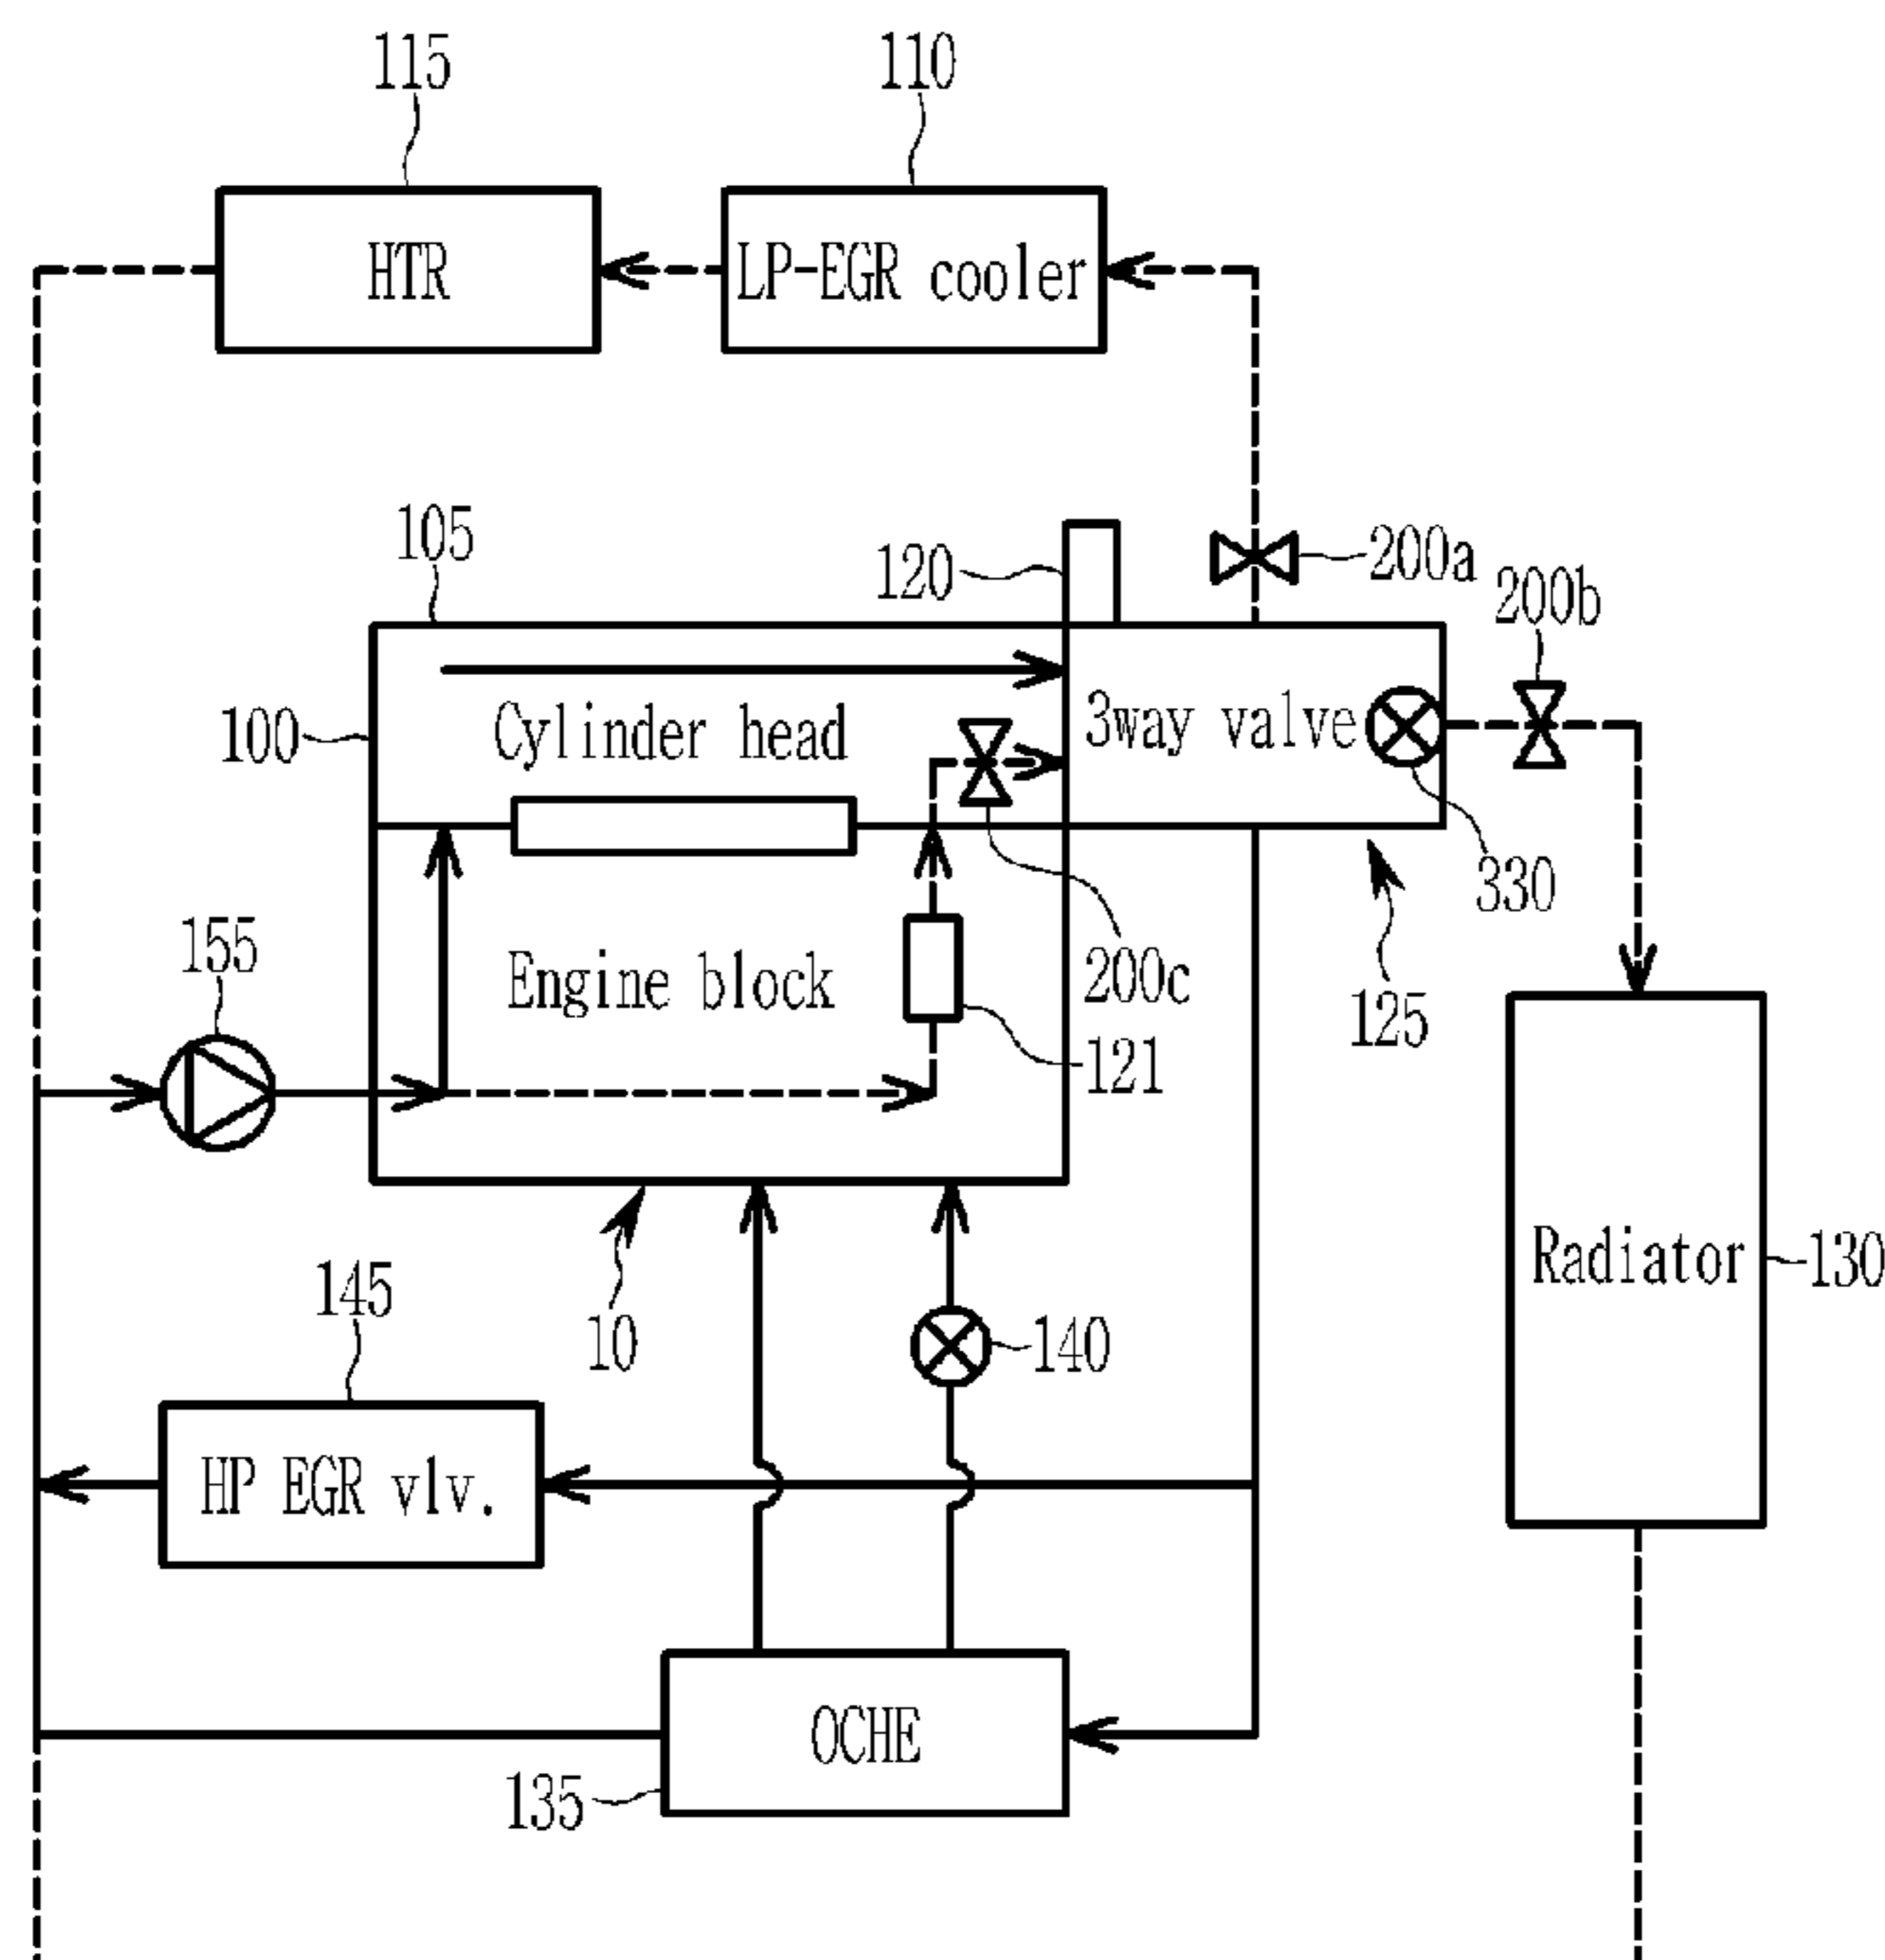 115
110
HTR
LP-EGR cooler
105
120
200a
200b
100
Cylinder head
3way valve
330
155
Engine block
200c
125
121
Radiator
130
145
10
140
HP EGR vlv.
OCHE
135